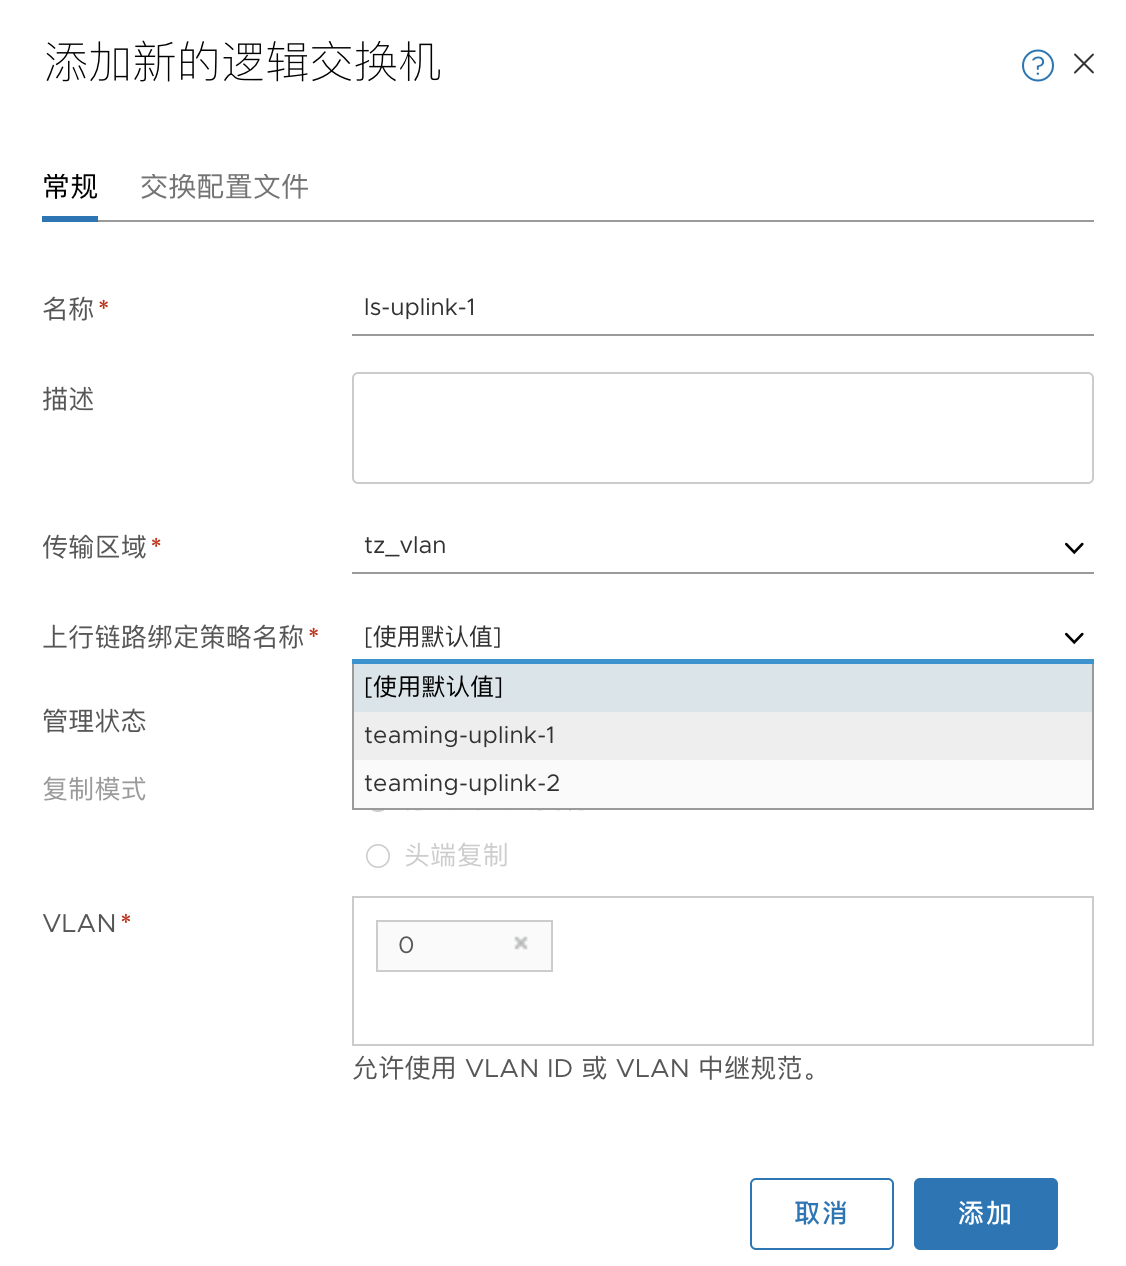 添加新的逻辑交换机
常规 交换配置文件
名称* ls-uplink-1
描述
传输区域* tz_vlan
上行链路绑定策略名称* [使用默认值]
[使用默认值]
管理状态
teaming-uplink-1
复制模式
teaming-uplink-2
头端复制
VLAN* 0
允许使用 VLAN ID 或 VLAN 中继规范。
取消 添加